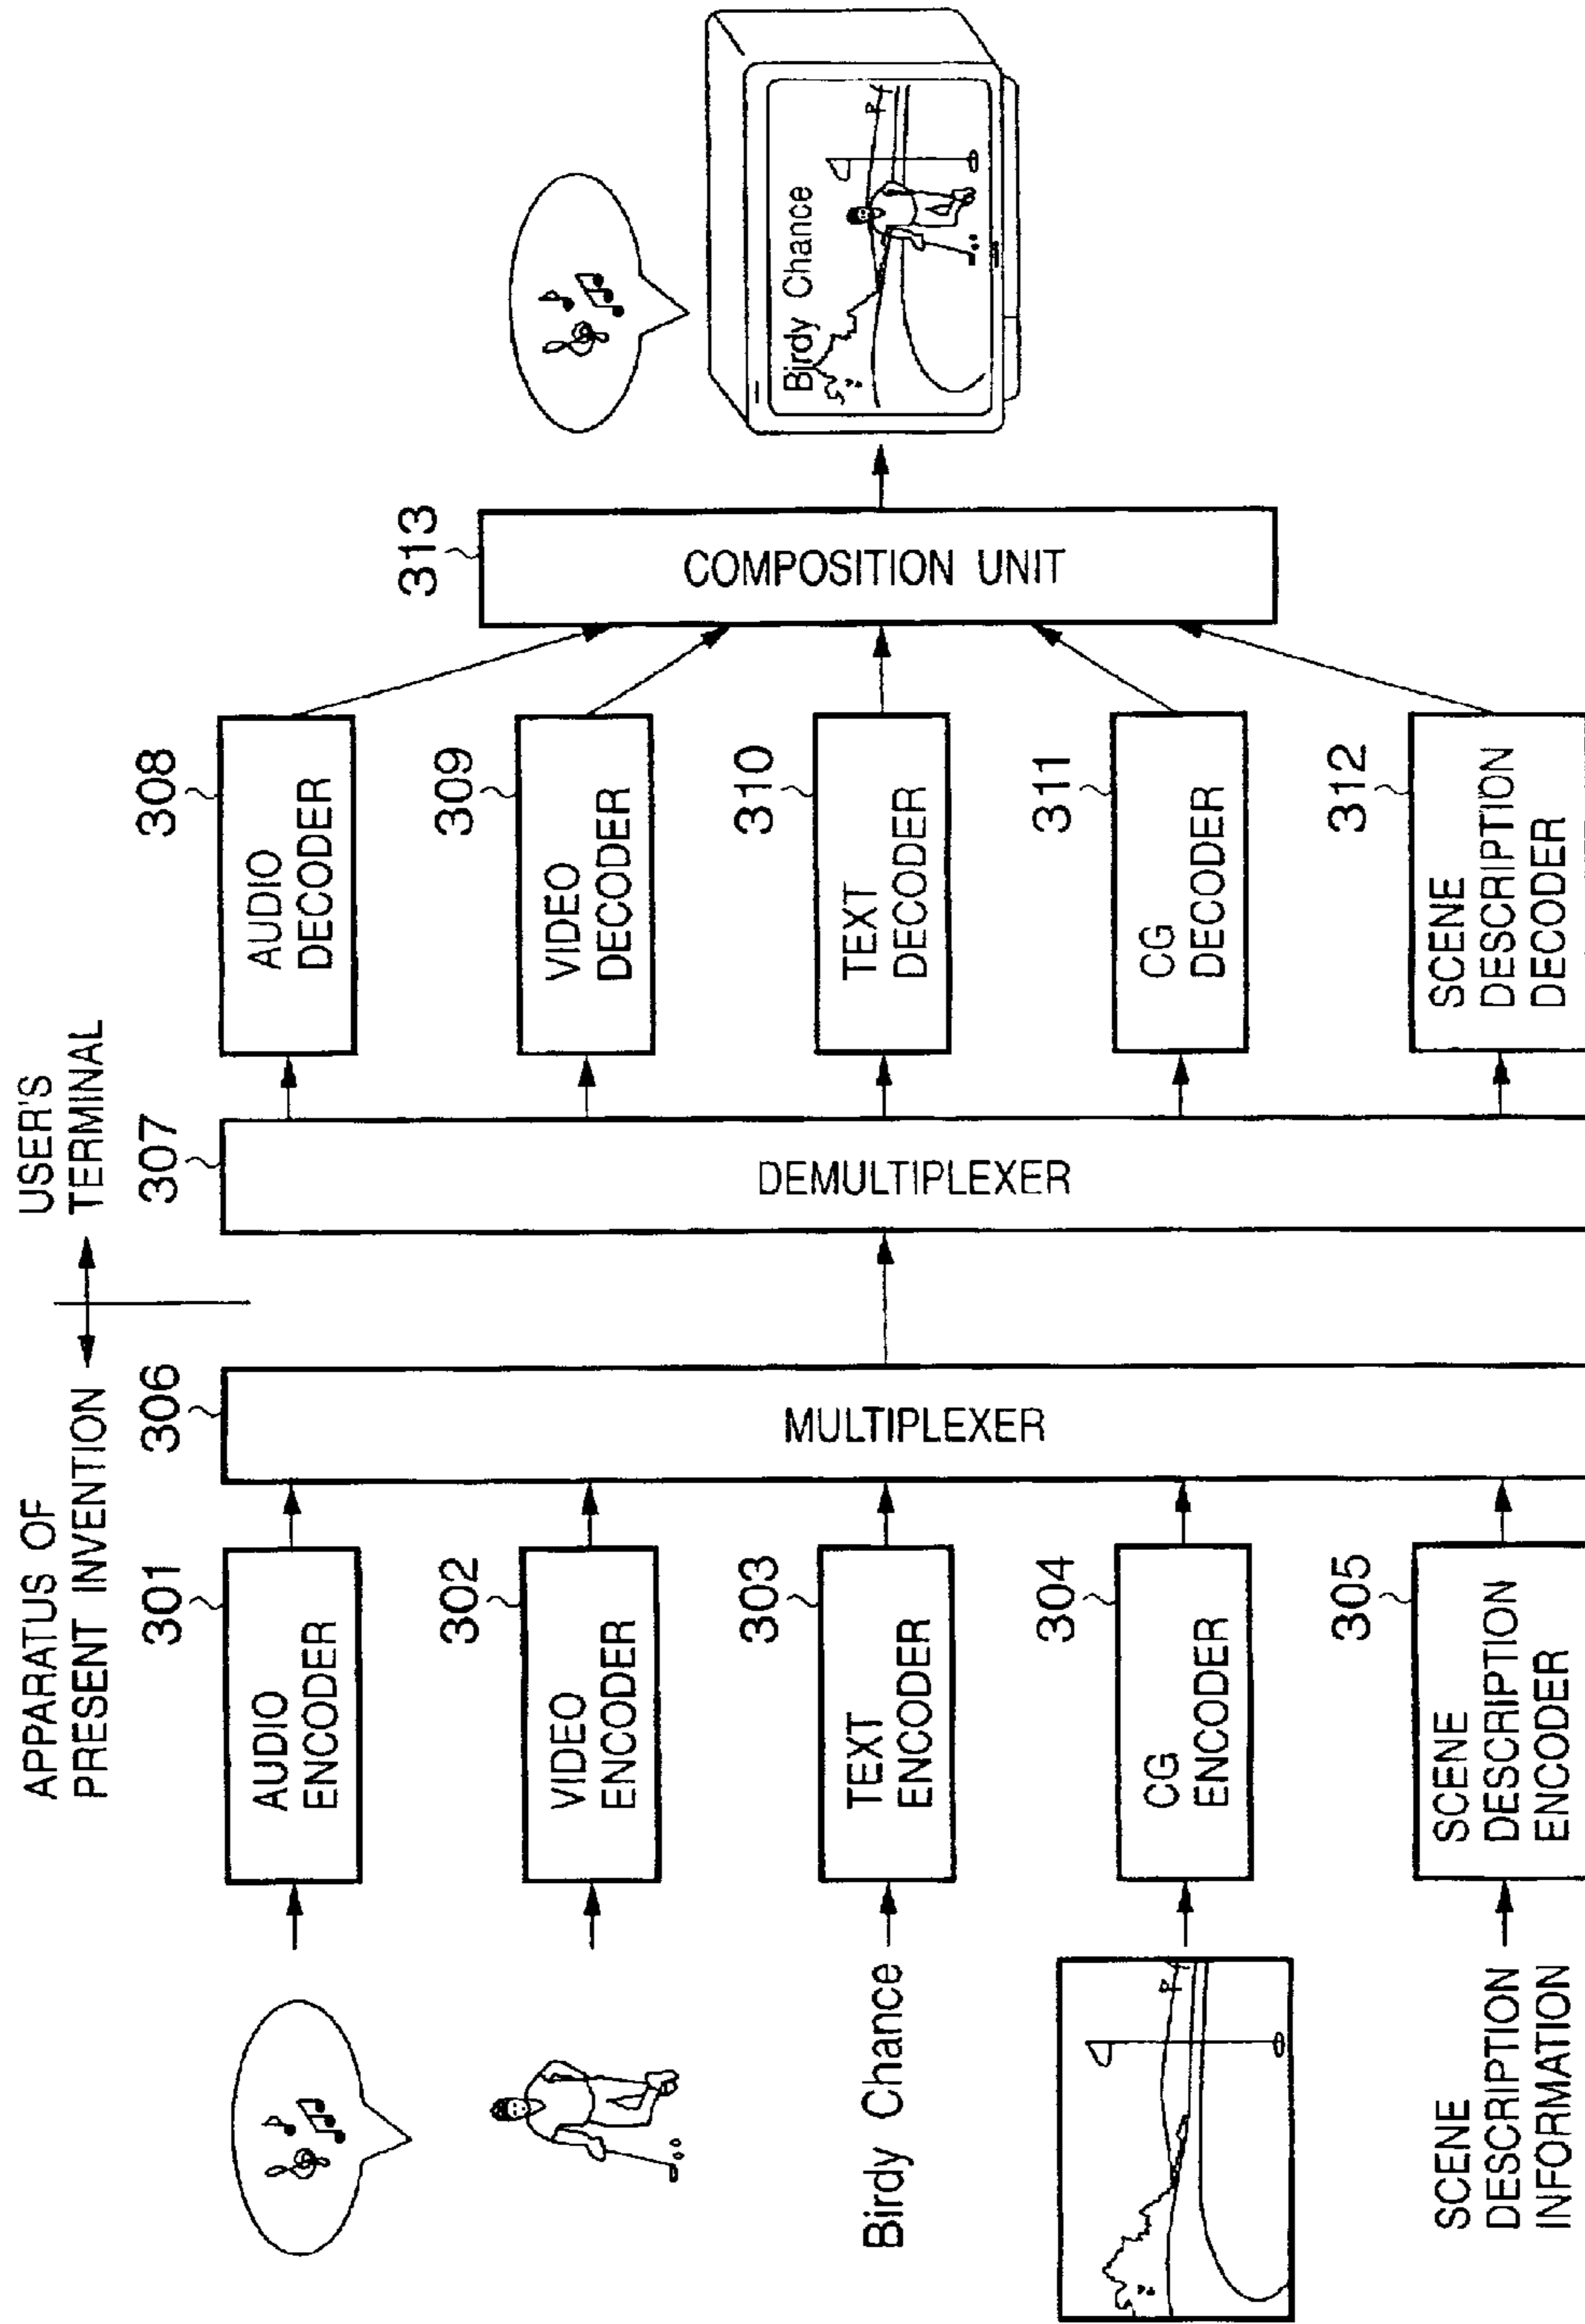 APPARATUS OF
PRESENT INVENTION
USER'S
TERMINAL
301
AUDIO
ENCODER
302
VIDEO
ENCODER
Birdy Chance
303
TEXT
ENCODER
304
CG
ENCODER
SCENE
DESCRIPTION
INFORMATION
305
SCENE
DESCRIPTION
ENCODER
306
MULTIPLEXER
307
DEMULTIPLEXER
308
AUDIO
DECODER
309
VIDEO
DECODER
310
TEXT
DECODER
311
CG
DECODER
312
SCENE
DESCRIPTION
DECODER
313
COMPOSITION UNIT
Birdy Chance